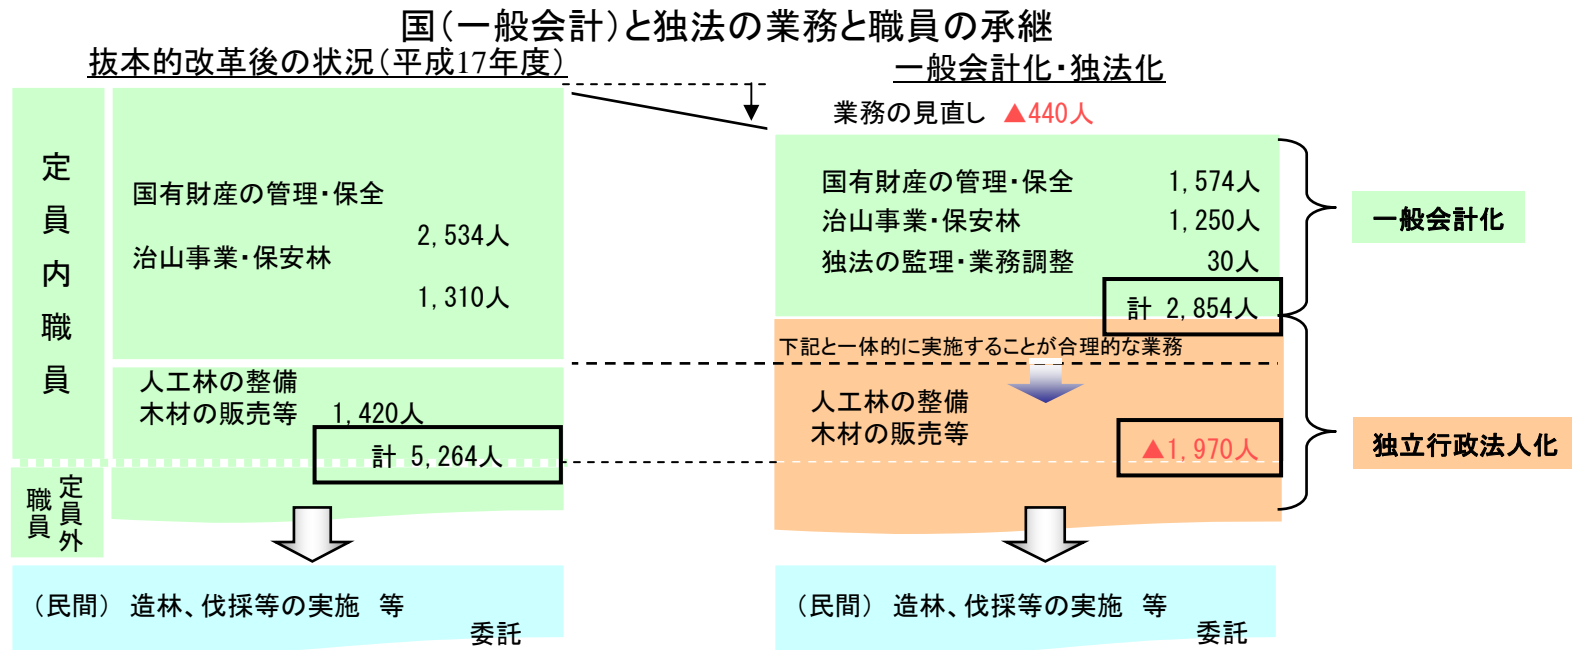 国(一般会計)と独法の業務と職員の承継
抜本的改革後の状況(平成17年度)
定員内職員
国有財産の管理・保全
2,534人
治山事業・保安林
1,310人
人工林の整備
木材の販売等 1,420人
計 5,264人
定員外
職員
(民間) 造林、伐採等の実施 等
委託
一般会計化・独法化
業務の見直し ▲440人
国有財産の管理・保全 1,574人
治山事業・保安林 1,250人
独法の監理・業務調整 30人
計 2,854人
一般会計化
下記と一体的に実施することが合理的な業務
人工林の整備
木材の販売等
▲1,970人
独立行政法人化
(民間) 造林、伐採等の実施 等
委託